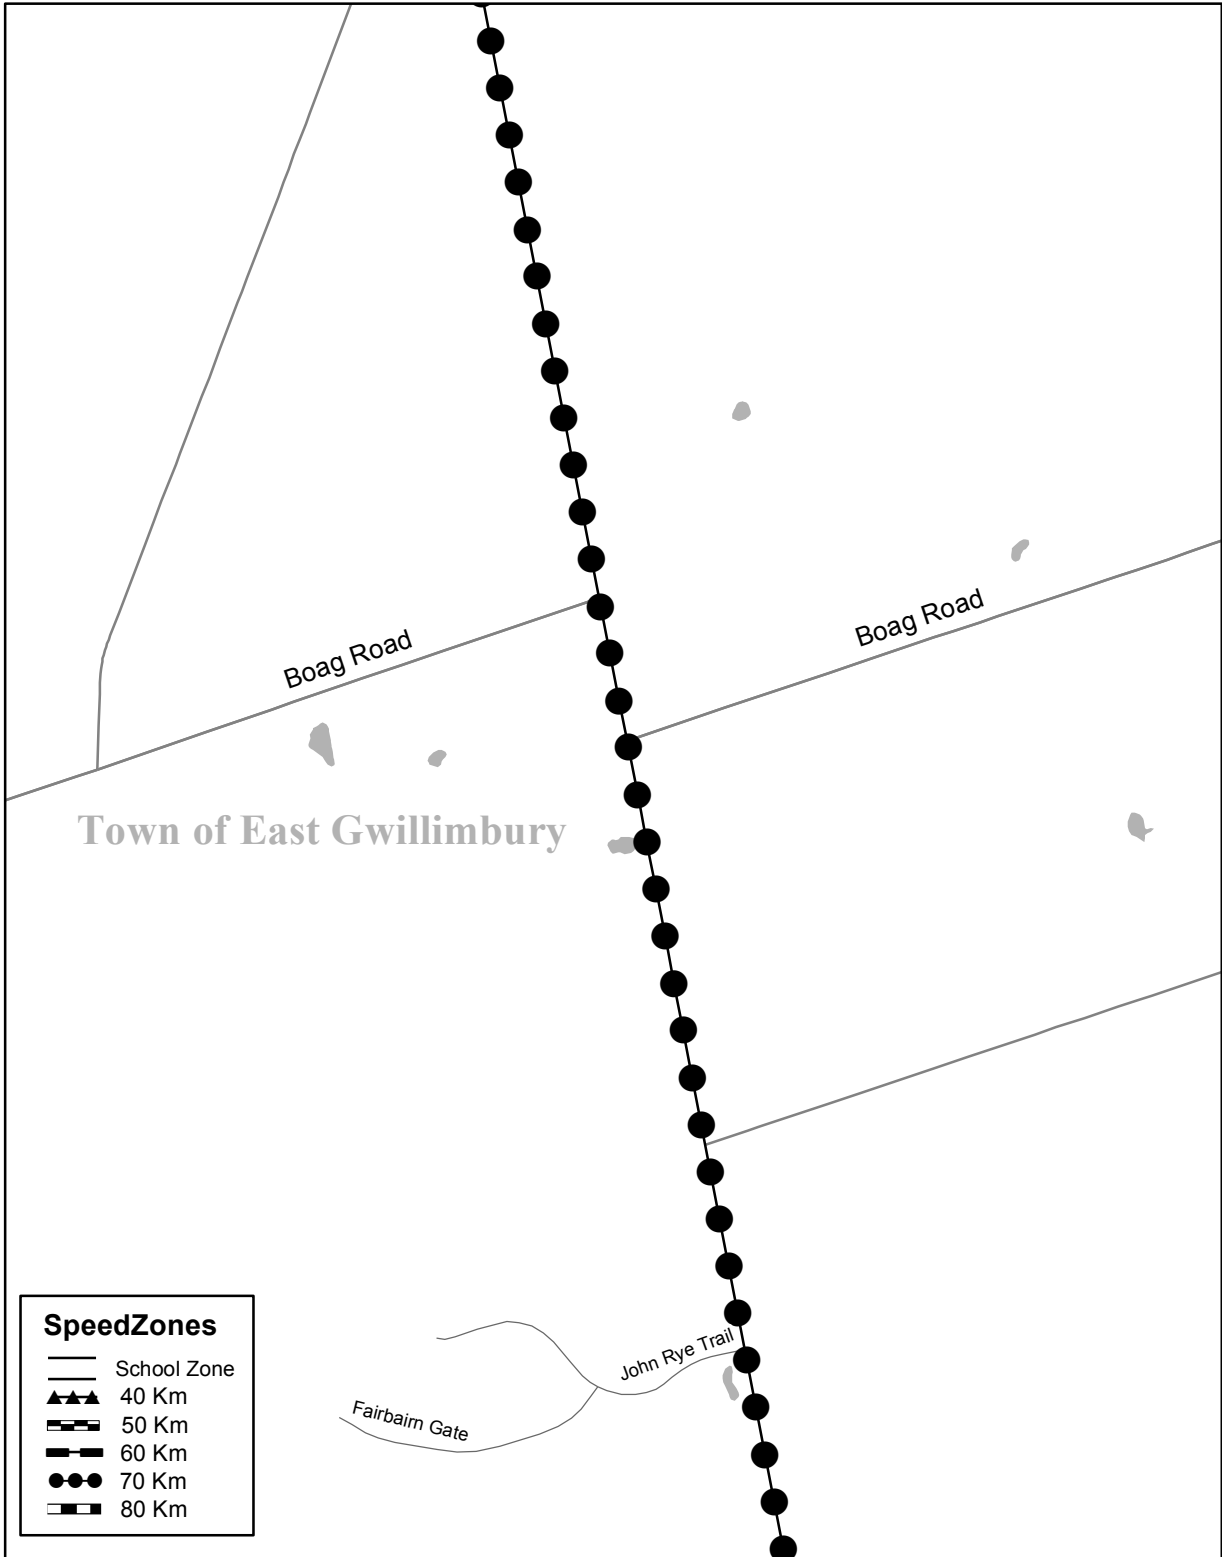 Boag Road
Boag Road
Town of East Gwillimbury
John Rye Trail
Fairbairn Gate
SpeedZones
School Zone
40 Km
50 Km
60 Km
70 Km
80 Km